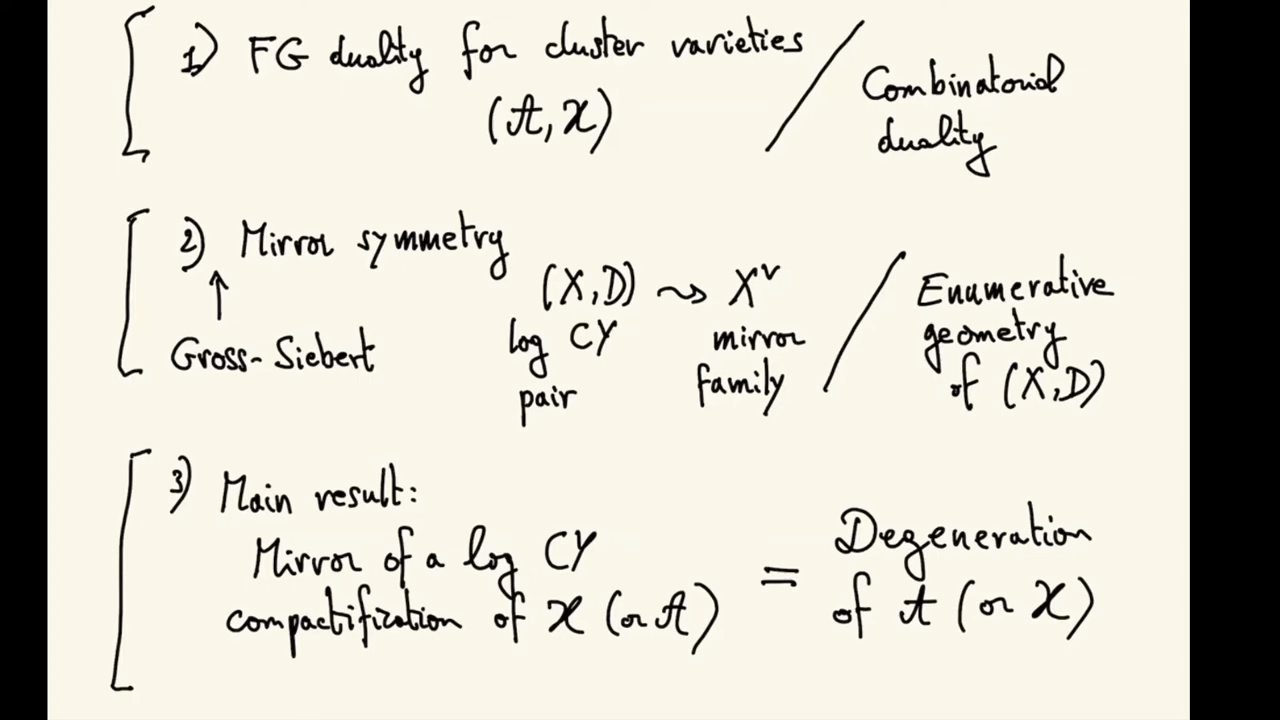 1) FG duality for cluster varieties
(𝒜, 𝒳)
Combinatorial
duality
2) Mirror symmetry
↑
Gross-Siebert
(X, D) ⇝ X^∨
log CY mirror
pair family
Enumerative
geometry
of (X, D)
3) Main result:
Mirror of a log CY
compactification of 𝒳 (or 𝒜)
=
Degeneration
of 𝒜 (or 𝒳)